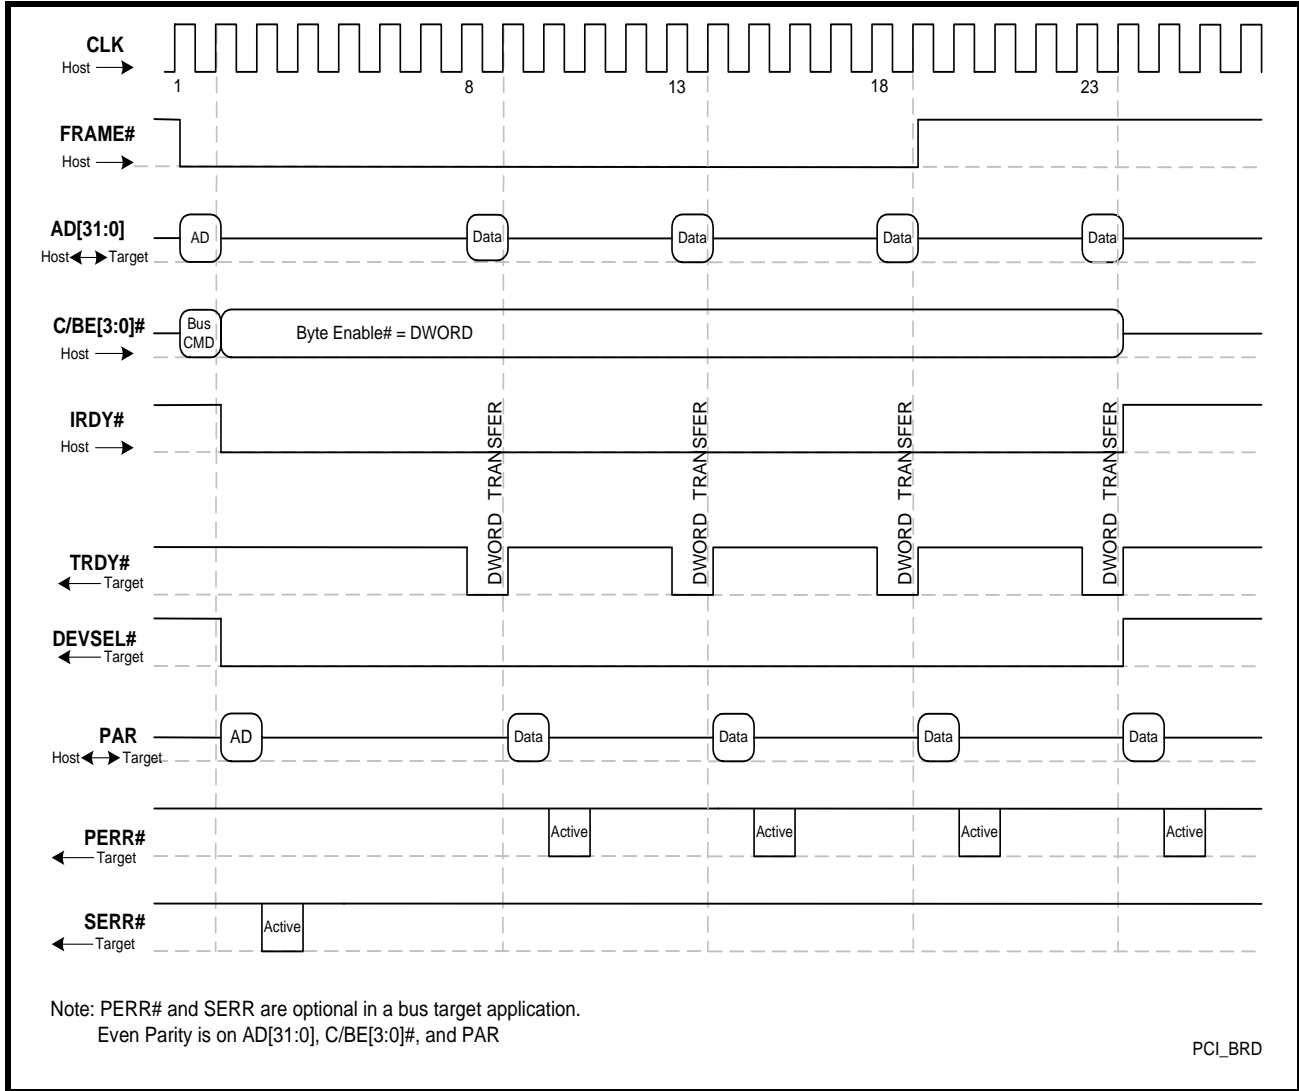 CLK
Host
1
8
13
18
23
FRAME#
Host
AD[31:0]
Host Target
AD
Data
Data
Data
Data
C/BE[3:0]#
Host
Bus
CMD
Byte Enable# = DWORD
IRDY#
Host
DWORD TRANSFER
DWORD TRANSFER
DWORD TRANSFER
DWORD TRANSFER
TRDY#
Target
DEVSEL#
Target
PAR
Host Target
AD
Data
Data
Data
Data
PERR#
Target
Active
Active
Active
Active
SERR#
Target
Active
Note: PERR# and SERR are optional in a bus target application.
Even Parity is on AD[31:0], C/BE[3:0]#, and PAR
PCI_BRD